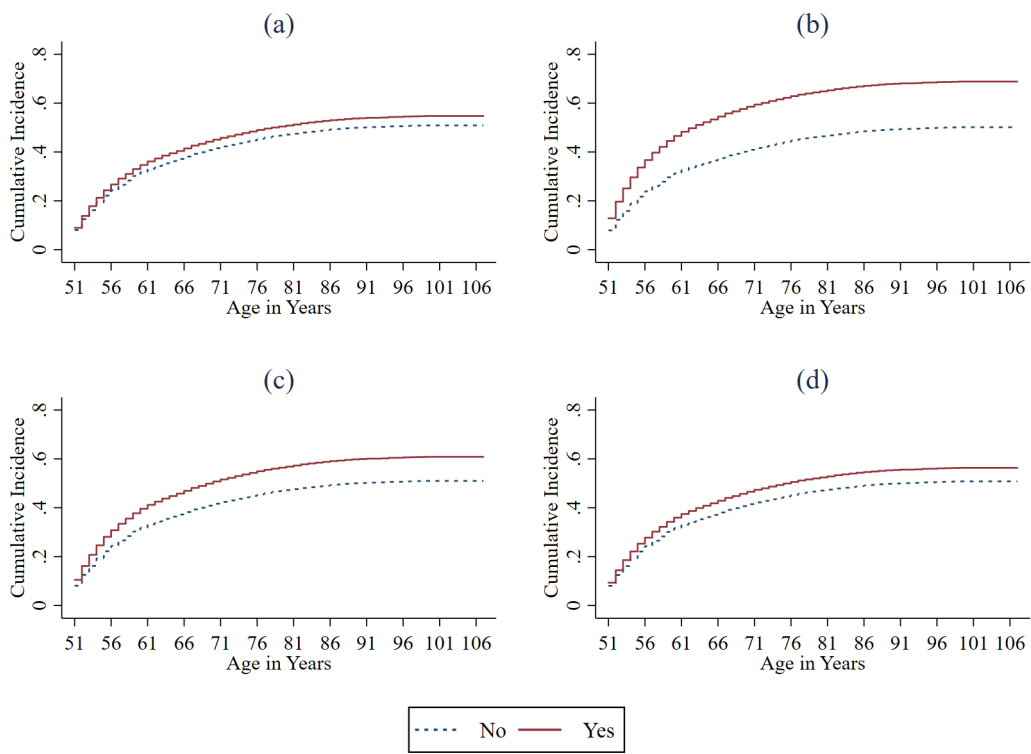 (a)
Cumulative Incidence
0 .2 .4 .6 .8
51 56 61 66 71 76 81 86 91 96 101 106
Age in Years
(b)
Cumulative Incidence
0 .2 .4 .6 .8
51 56 61 66 71 76 81 86 91 96 101 106
Age in Years
(c)
Cumulative Incidence
0 .2 .4 .6 .8
51 56 61 66 71 76 81 86 91 96 101 106
Age in Years
(d)
Cumulative Incidence
0 .2 .4 .6 .8
51 56 61 66 71 76 81 86 91 96 101 106
Age in Years
No Yes